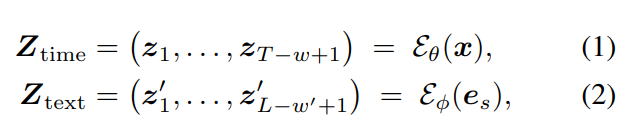 Z_time = (z_1, …, z_{T−w+1}) = ℰ_θ(x), (1)
Z_text = (z′_1, …, z′_{L−w′+1}) = ℰ_ϕ(e_s), (2)